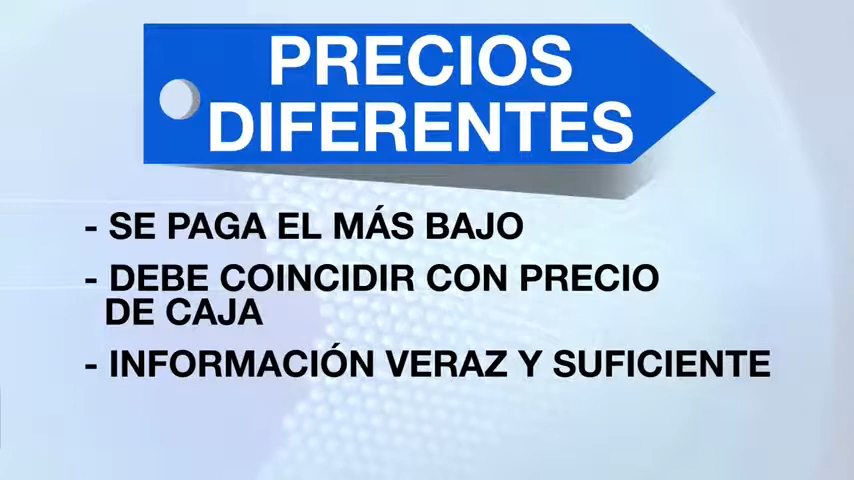 PRECIOS
DIFERENTES
- SE PAGA EL MÁS BAJO
- DEBE COINCIDIR CON PRECIO
DE CAJA
- INFORMACIÓN VERAZ Y SUFICIENTE